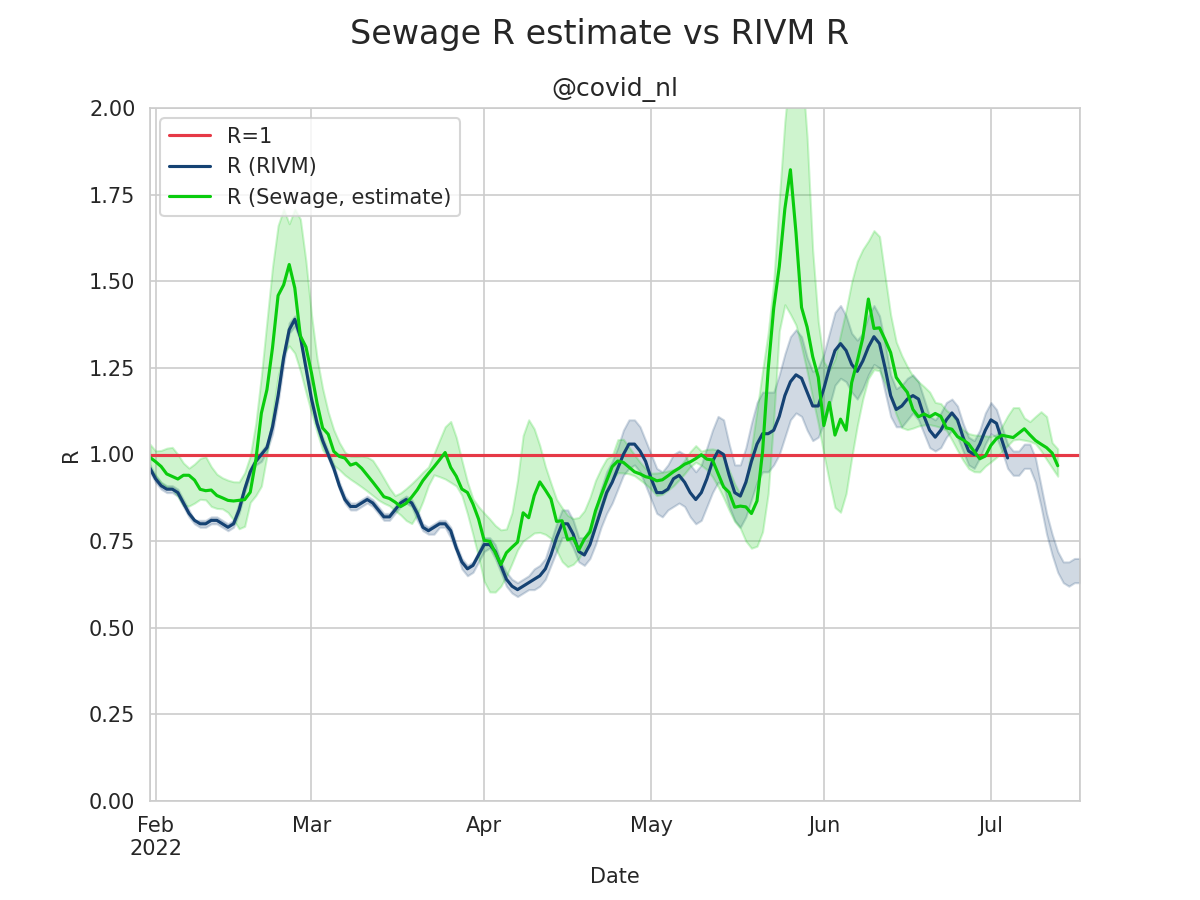 Sewage R estimate vs RIVM R
@covid_nl
R=1
R (RIVM)
R (Sewage, estimate)
2.00
1.75
1.50
1.25
1.00
0.75
0.50
0.25
0.00
R
Feb Mar Apr May Jun Jul
2022
Date